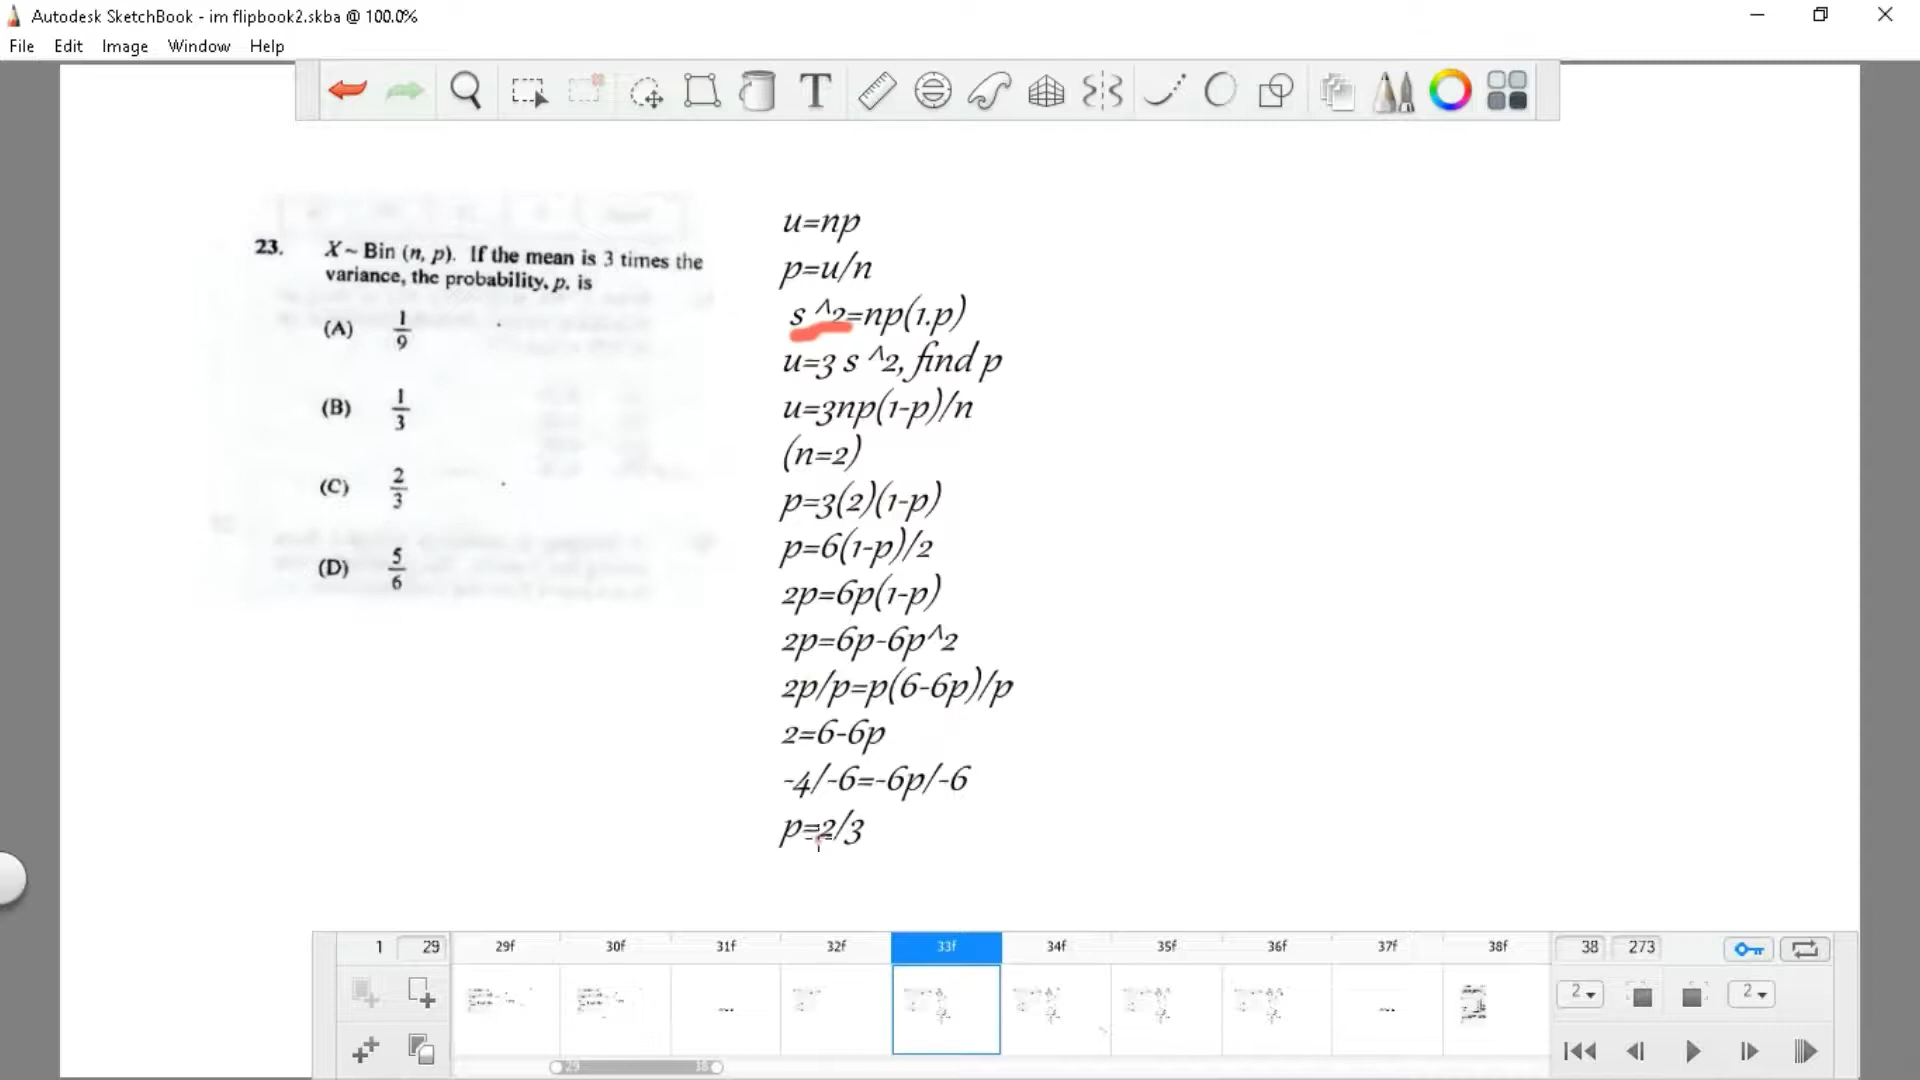 Autodesk SketchBook - im flipbook2.skba @ 100.0%
File Edit Image Window Help
T
23. X ~ Bin (n, p). If the mean is 3 times the
variance, the probability, p, is
(A) 1/9
(B) 1/3
(C) 2/3
(D) 5/6
u=np
p=u/n
s ^2=np(1.p)
u=3 s ^2, find p
u=3np(1-p)/n
(n=2)
p=3(2)(1-p)
p=6(1-p)/2
2p=6p(1-p)
2p=6p-6p^2
2p/p=p(6-6p)/p
2=6-6p
-4/-6=-6p/-6
p=2/3
1 29 29f 30f 31f 32f 33f 34f 35f 36f 37f 38f 38 273
2 2
29 38